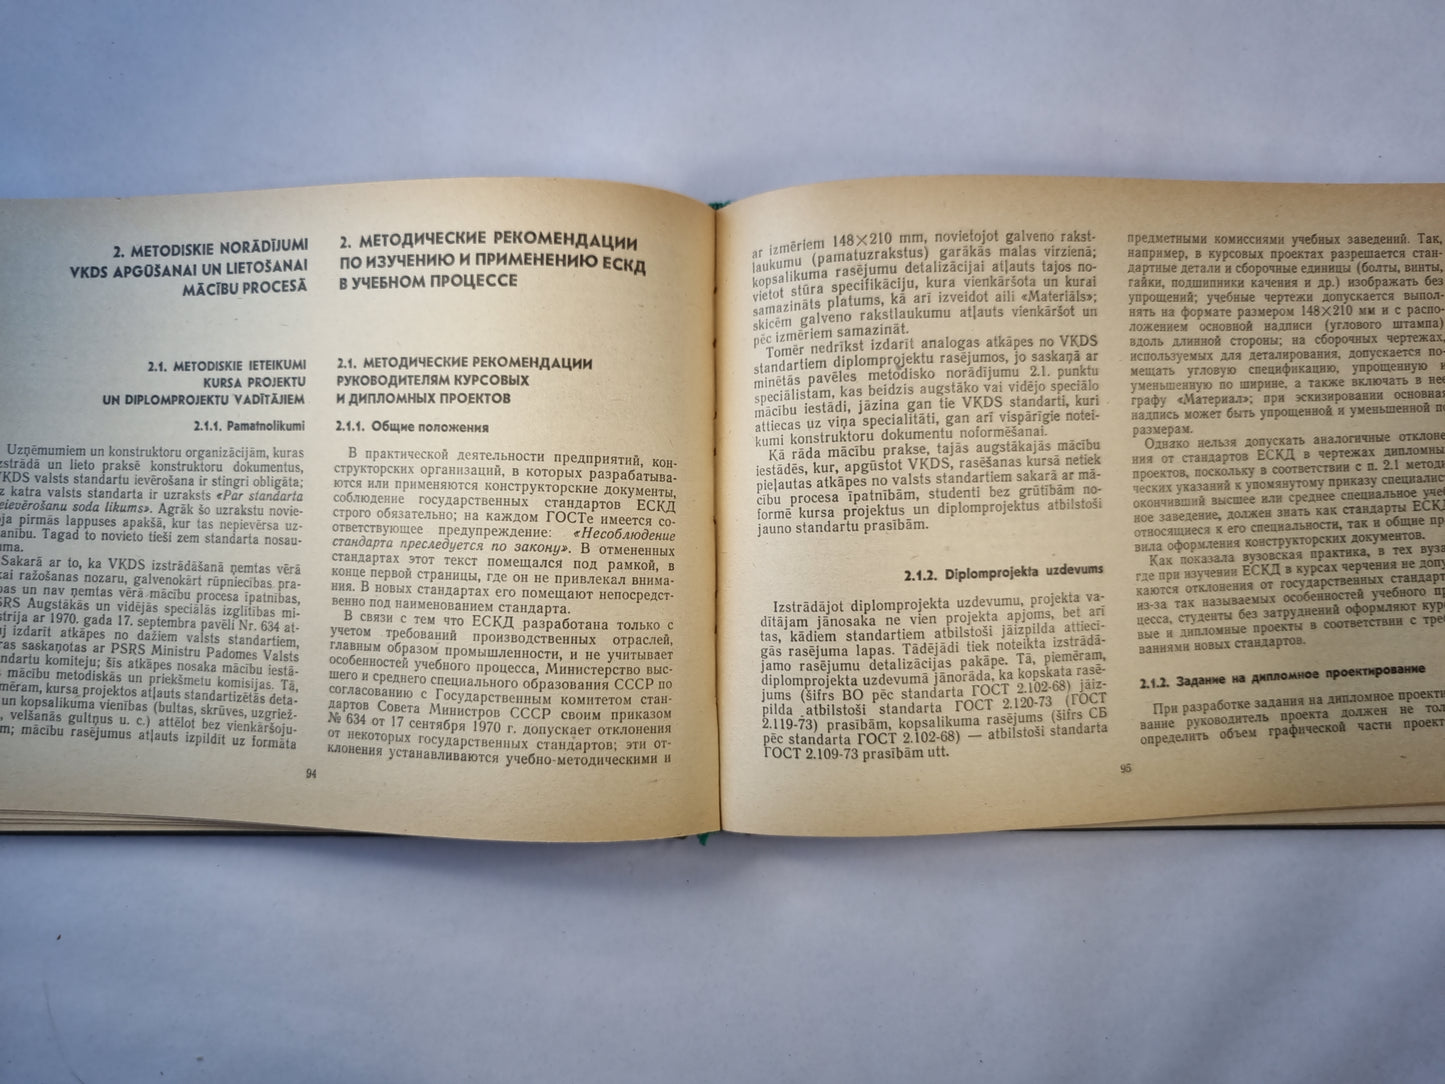 2. METODISKIE NORĀDĪJUMI
VKDS APGŪŠANAI UN LIETOŠANAI
MĀCĪBU PROCESĀ
2.1. METODISKIE IETEIKUMI
KURSA PROJEKTU
UN DIPLOMPROJEKTU VADĪTĀJIEM
2.1.1. Pamatnolikumi
Uzņēmumiem un konstruktoru organizācijām, kuras
un lieto praksē konstruktoru dokumentus,
VKDS valsts standartu ievērošana ir stingri obligāta;
katra valsts standarta ir uzraksts «Par standarta
soda likums». Agrāk šo uzrakstu novie-
pirmās lappuses apakšā, kur tas nepievērsa uz-
Tagad to novieto tieši zem standarta nosau-
Sakarā ar to, ka VKDS izstrādāšanā ņemtas vērā
ražošanas nozaru, galvenokārt rūpniecības, pra-
un nav ņemtas vērā mācību procesa īpatnības,
Augstākās un vidējās speciālās izglītības mi-
ar 1970. gada 17. septembra pavēli Nr. 634 at-
izdarīt atkāpes no dažiem valsts standartiem,
saskaņotas ar PSRS Ministru Padomes Valsts
komiteju; šīs atkāpes nosaka mācību iestā-
mācību metodiskās un priekšmetu komisijas. Tā,
kursa projektos atļauts standartizētās deta-
un kopsalikuma vienības (bultas, skrūves, uzgriež-
velšanās gultņus u. c.) attēlot bez vienkāršoju-
mācību rasējumus atļauts izpildīt uz formāta
2. МЕТОДИЧЕСКИЕ РЕКОМЕНДАЦИИ
ПО ИЗУЧЕНИЮ И ПРИМЕНЕНИЮ ЕСКД
В УЧЕБНОМ ПРОЦЕССЕ
2.1. МЕТОДИЧЕСКИЕ РЕКОМЕНДАЦИИ
РУКОВОДИТЕЛЯМ КУРСОВЫХ
И ДИПЛОМНЫХ ПРОЕКТОВ
2.1.1. Общие положения
В практической деятельности предприятий, кон-
структорских организаций, в которых разрабатыва-
ются или применяются конструкторские документы,
соблюдение государственных стандартов ЕСКД
строго обязательно; на каждом ГОСТе имеется со-
ответствующее предупреждение: «Несоблюдение
стандарта преследуется по закону». В отмененных
стандартах этот текст помещался под рамкой, в
конце первой страницы, где он не привлекал внима-
ния. В новых стандартах его помещают непосредст-
венно под наименованием стандарта.
В связи с тем что ЕСКД разработана только с
учетом требований производственных отраслей,
главным образом промышленности, и не учитывает
особенностей учебного процесса, Министерство выс-
шего и среднего специального образования СССР по
согласованию с Государственным комитетом стан-
дартов Совета Министров СССР своим приказом
№ 634 от 17 сентября 1970 г. допускает отклонения
от некоторых государственных стандартов; эти от-
клонения устанавливаются учебно-методическими и
94
ar izmēriem 148×210 mm, novietojot galveno rakst-
laukumu (pamatuzrakstus) garākās malas virzienā;
kopsalikuma rasējumu detalizācijai atļauts tajos no-
vietot stūra specifikāciju, kura vienkāršota un kurai
samazināts platums, kā arī izveidot aili «Materiāls»;
skicēm galveno rakstlaukumu atļauts vienkāršot un
pēc izmēriem samazināt.
Tomēr nedrīkst izdarīt analogas atkāpes no VKDS
standartiem diplomprojektu rasējumos, jo saskaņā ar
minētās pavēles metodisko norādījumu 2.1. punktu
speciālistam, kas beidzis augstāko vai vidējo speciālo
mācību iestādi, jāzina gan tie VKDS standarti, kuri
attiecas uz viņa specialitāti, gan arī vispārīgie notei-
kumi konstruktoru dokumentu noformēšanai.
Kā rāda mācību prakse, tajās augstākajās mācību
iestādēs, kur, apgūstot VKDS, rasēšanas kursā netiek
pieļautas atkāpes no valsts standartiem sakarā ar mā-
cību procesa īpatnībām, studenti bez grūtībām no-
formē kursa projektus un diplomprojektus atbilstoši
jauno standartu prasībām.
2.1.2. Diplomprojekta uzdevums
Izstrādājot diplomprojekta uzdevumu, projekta va-
dītājam jānosaka ne vien projekta apjoms, bet arī
tas, kādiem standartiem atbilstoši jāizpilda attiecī-
gās rasējuma lapas. Tādējādi tiek noteikta izstrādā-
jamo rasējumu detalizācijas pakāpe. Tā, piemēram,
diplomprojekta uzdevumā jānorāda, ka kopskata rasē-
jums (šifrs ВО pēc standarta ГОСТ 2.102-68) jāiz-
pilda atbilstoši standarta ГОСТ 2.120-73 (ГОСТ
2.119-73) prasībām, kopsalikuma rasējums (šifrs СБ
pēc standarta ГОСТ 2.102-68) — atbilstoši standarta
ГОСТ 2.109-73 prasībām utt.
предметными комиссиями учебных заведений. Так,
например, в курсовых проектах разрешается стан-
дартные детали и сборочные единицы (болты, винты,
гайки, подшипники качения и др.) изображать без
упрощений; учебные чертежи допускается выпол-
нять на формате размером 148×210 мм и с распо-
ложением основной надписи (углового штампа)
вдоль длинной стороны; на сборочных чертежах,
используемых для деталирования, допускается по-
мещать угловую спецификацию, упрощенную и
уменьшенную по ширине, а также включать в нее
графу «Материал»; при эскизировании основная
надпись может быть упрощенной и уменьшенной по
размерам.
Однако нельзя допускать аналогичные отклоне-
ния от стандартов ЕСКД в чертежах дипломных
проектов, поскольку в соответствии с п. 2.1 методи-
ческих указаний к упомянутому приказу специалист,
окончивший высшее или среднее специальное учеб-
ное заведение, должен знать как стандарты ЕСКД,
относящиеся к его специальности, так и общие пра-
вила оформления конструкторских документов.
Как показала вузовская практика, в тех вузах,
где при изучении ЕСКД в курсах черчения не допус-
каются отклонения от государственных стандартов
из-за так называемых особенностей учебного про-
цесса, студенты без затруднений оформляют курсо-
вые и дипломные проекты в соответствии с требо-
ваниями новых стандартов.
2.1.2. Задание на дипломное проектирование
При разработке задания на дипломное проектиро-
вание руководитель проекта должен не только
определить объем графической части проекта
95